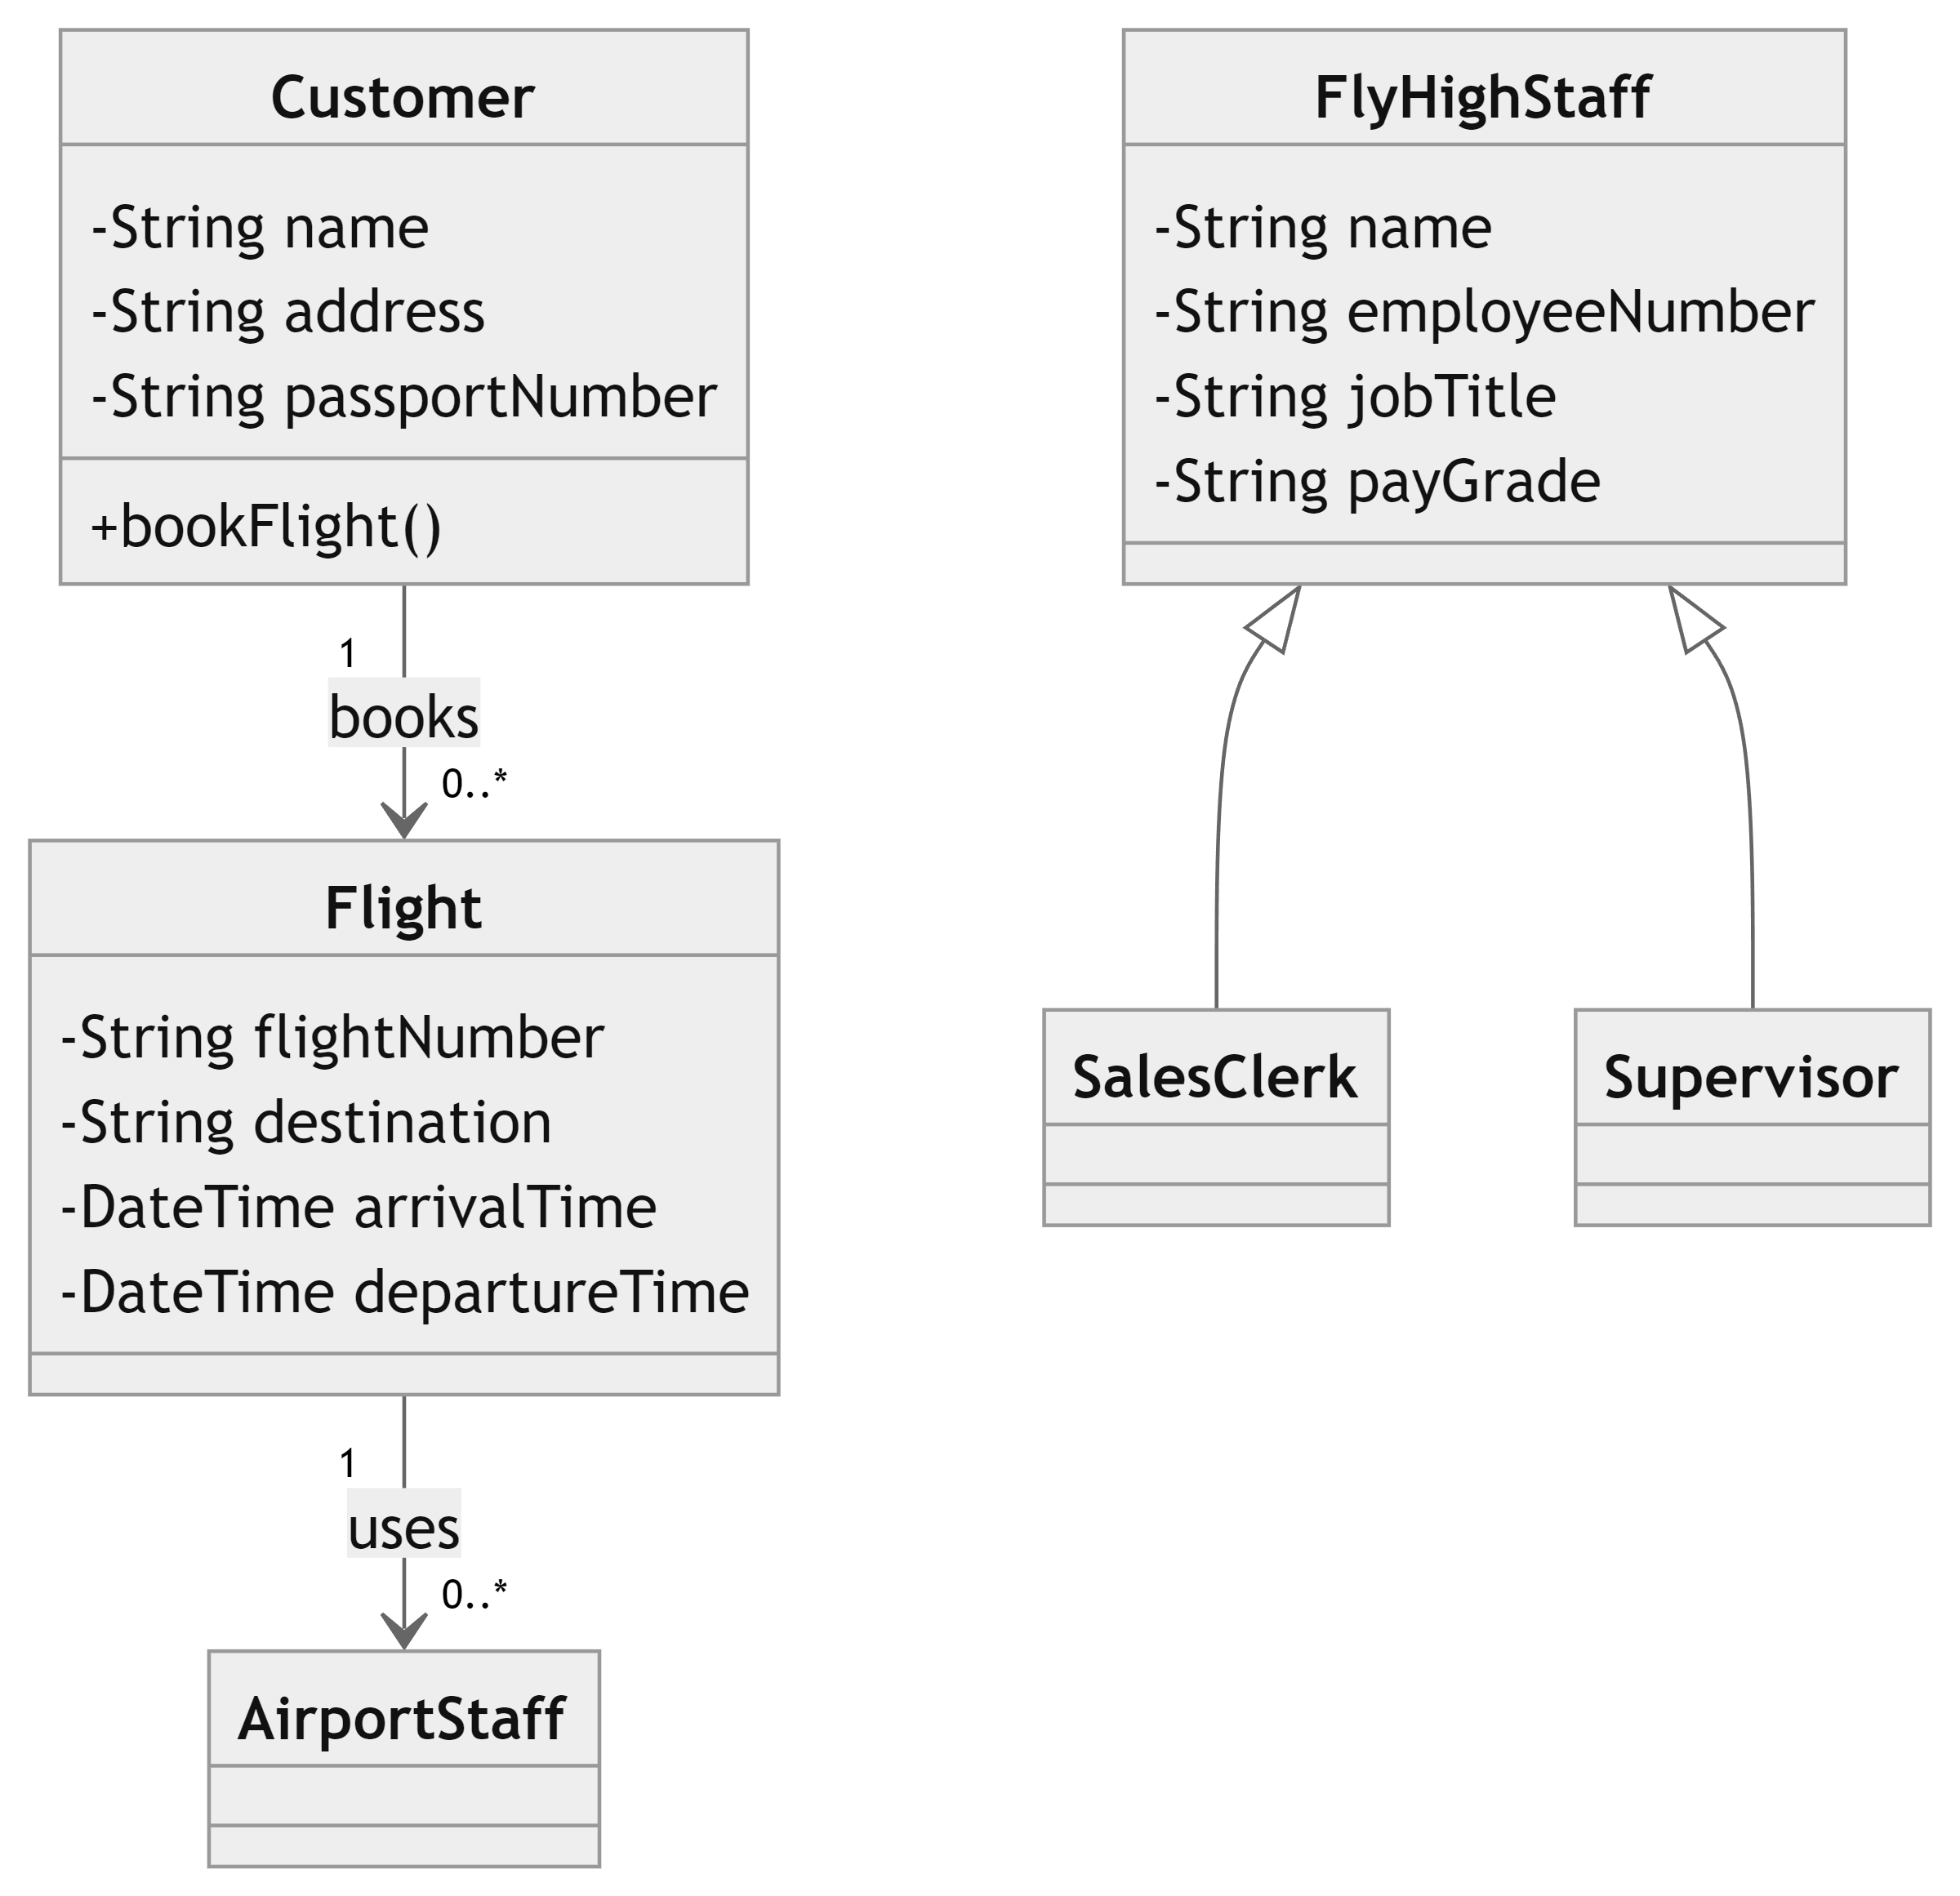 Customer
-String name
-String address
-String passportNumber
+bookFlight()
1
books
0..*
Flight
-String flightNumber
-String destination
-DateTime arrivalTime
-DateTime departureTime
1
uses
0..*
AirportStaff
FlyHighStaff
-String name
-String employeeNumber
-String jobTitle
-String payGrade
SalesClerk
Supervisor